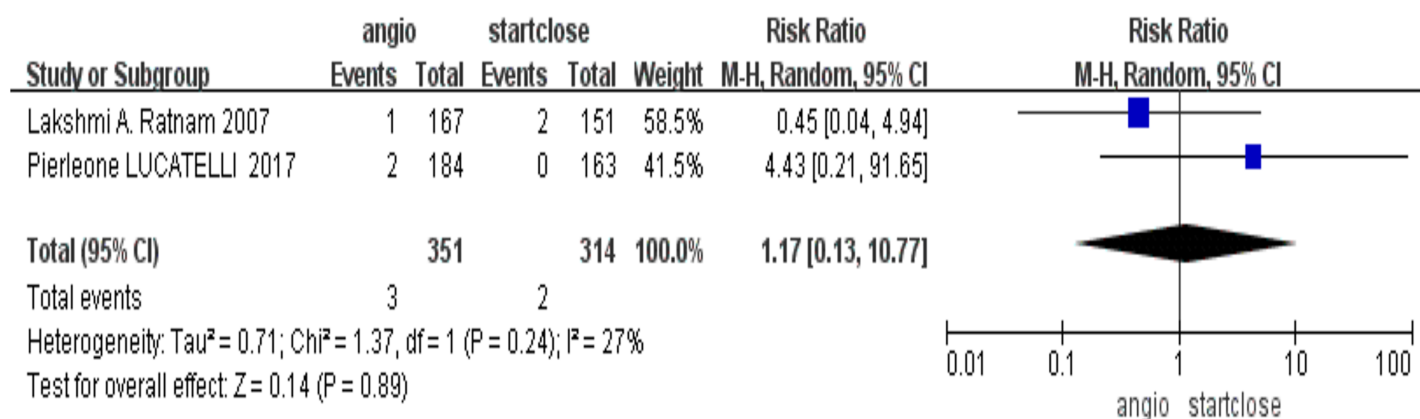 angio startclose Risk Ratio Risk Ratio
Study or Subgroup Events Total Events Total Weight M-H, Random, 95% CI M-H, Random, 95% CI
Lakshmi A. Ratnam 2007 1 167 2 151 58.5% 0.45 [0.04, 4.94]
Pierleone LUCATELLI 2017 2 184 0 163 41.5% 4.43 [0.21, 91.65]
Total (95% CI) 351 314 100.0% 1.17 [0.13, 10.77]
Total events 3 2
Heterogeneity: Tau² = 0.71; Chi² = 1.37, df = 1 (P = 0.24); I² = 27%
Test for overall effect: Z = 0.14 (P = 0.89)
0.01 0.1 1 10 100
angio startclose